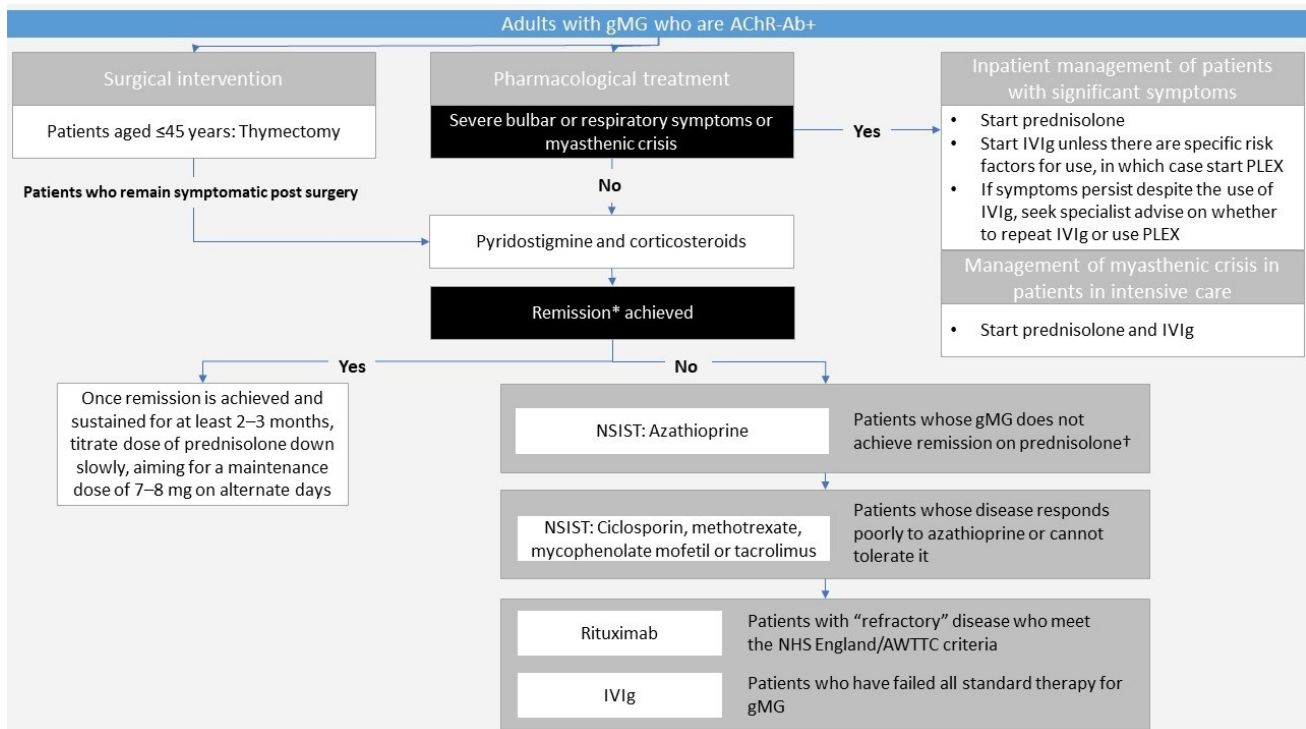 Adults with gMG who are AChR-Ab+
Surgical intervention
Patients aged ≤45 years: Thymectomy
Patients who remain symptomatic post surgery
Pharmacological treatment
Severe bulbar or respiratory symptoms or
myasthenic crisis
Yes
No
Inpatient management of patients
with significant symptoms
• Start prednisolone
• Start IVIg unless there are specific risk
factors for use, in which case start PLEX
• If symptoms persist despite the use of
IVIg, seek specialist advise on whether
to repeat IVIg or use PLEX
Management of myasthenic crisis in
patients in intensive care
• Start prednisolone and IVIg
Pyridostigmine and corticosteroids
Remission* achieved
Yes
No
Once remission is achieved and
sustained for at least 2–3 months,
titrate dose of prednisolone down
slowly, aiming for a maintenance
dose of 7–8 mg on alternate days
NSIST: Azathioprine
Patients whose gMG does not
achieve remission on prednisolone†
NSIST: Ciclosporin, methotrexate,
mycophenolate mofetil or tacrolimus
Patients whose disease responds
poorly to azathioprine or cannot
tolerate it
Rituximab
Patients with “refractory” disease who meet
the NHS England/AWTTC criteria
IVIg
Patients who have failed all standard therapy for
gMG